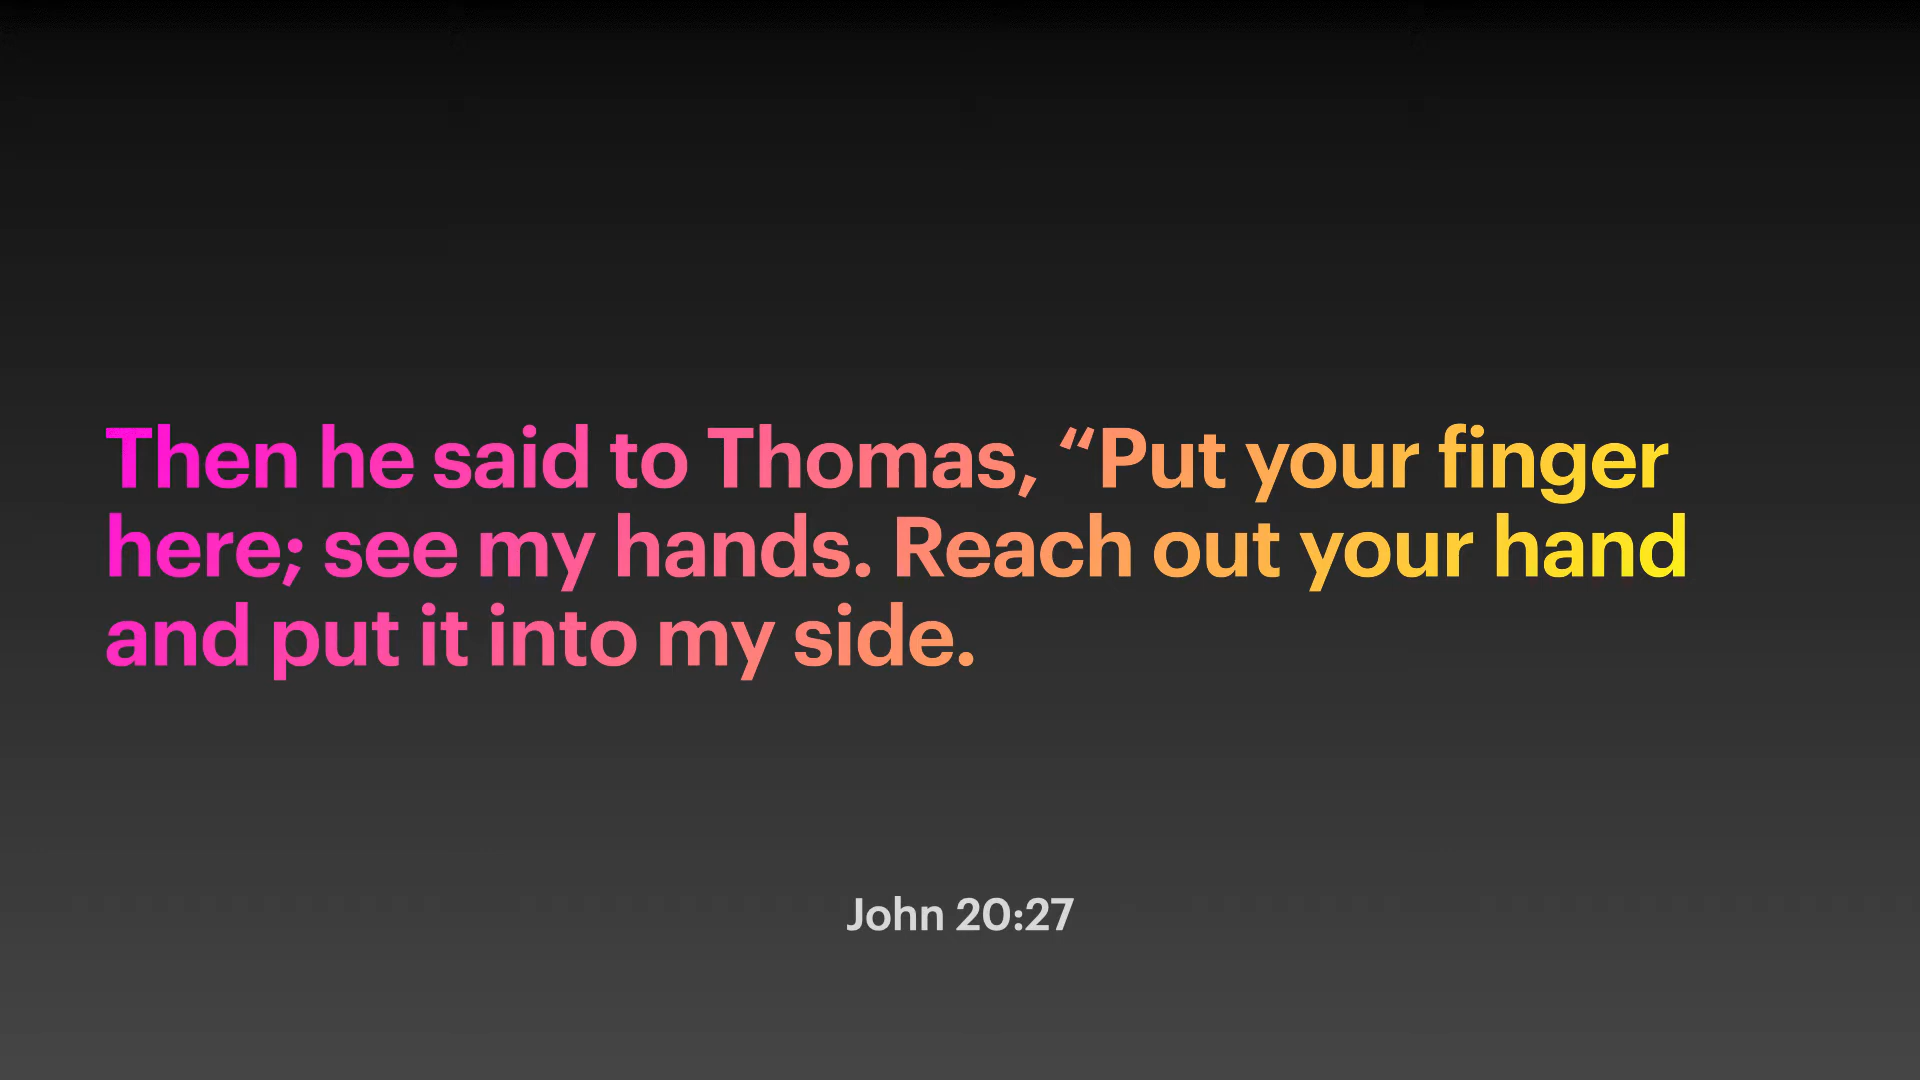 Then he said to Thomas, “Put your finger
here; see my hands. Reach out your hand
and put it into my side.
John 20:27